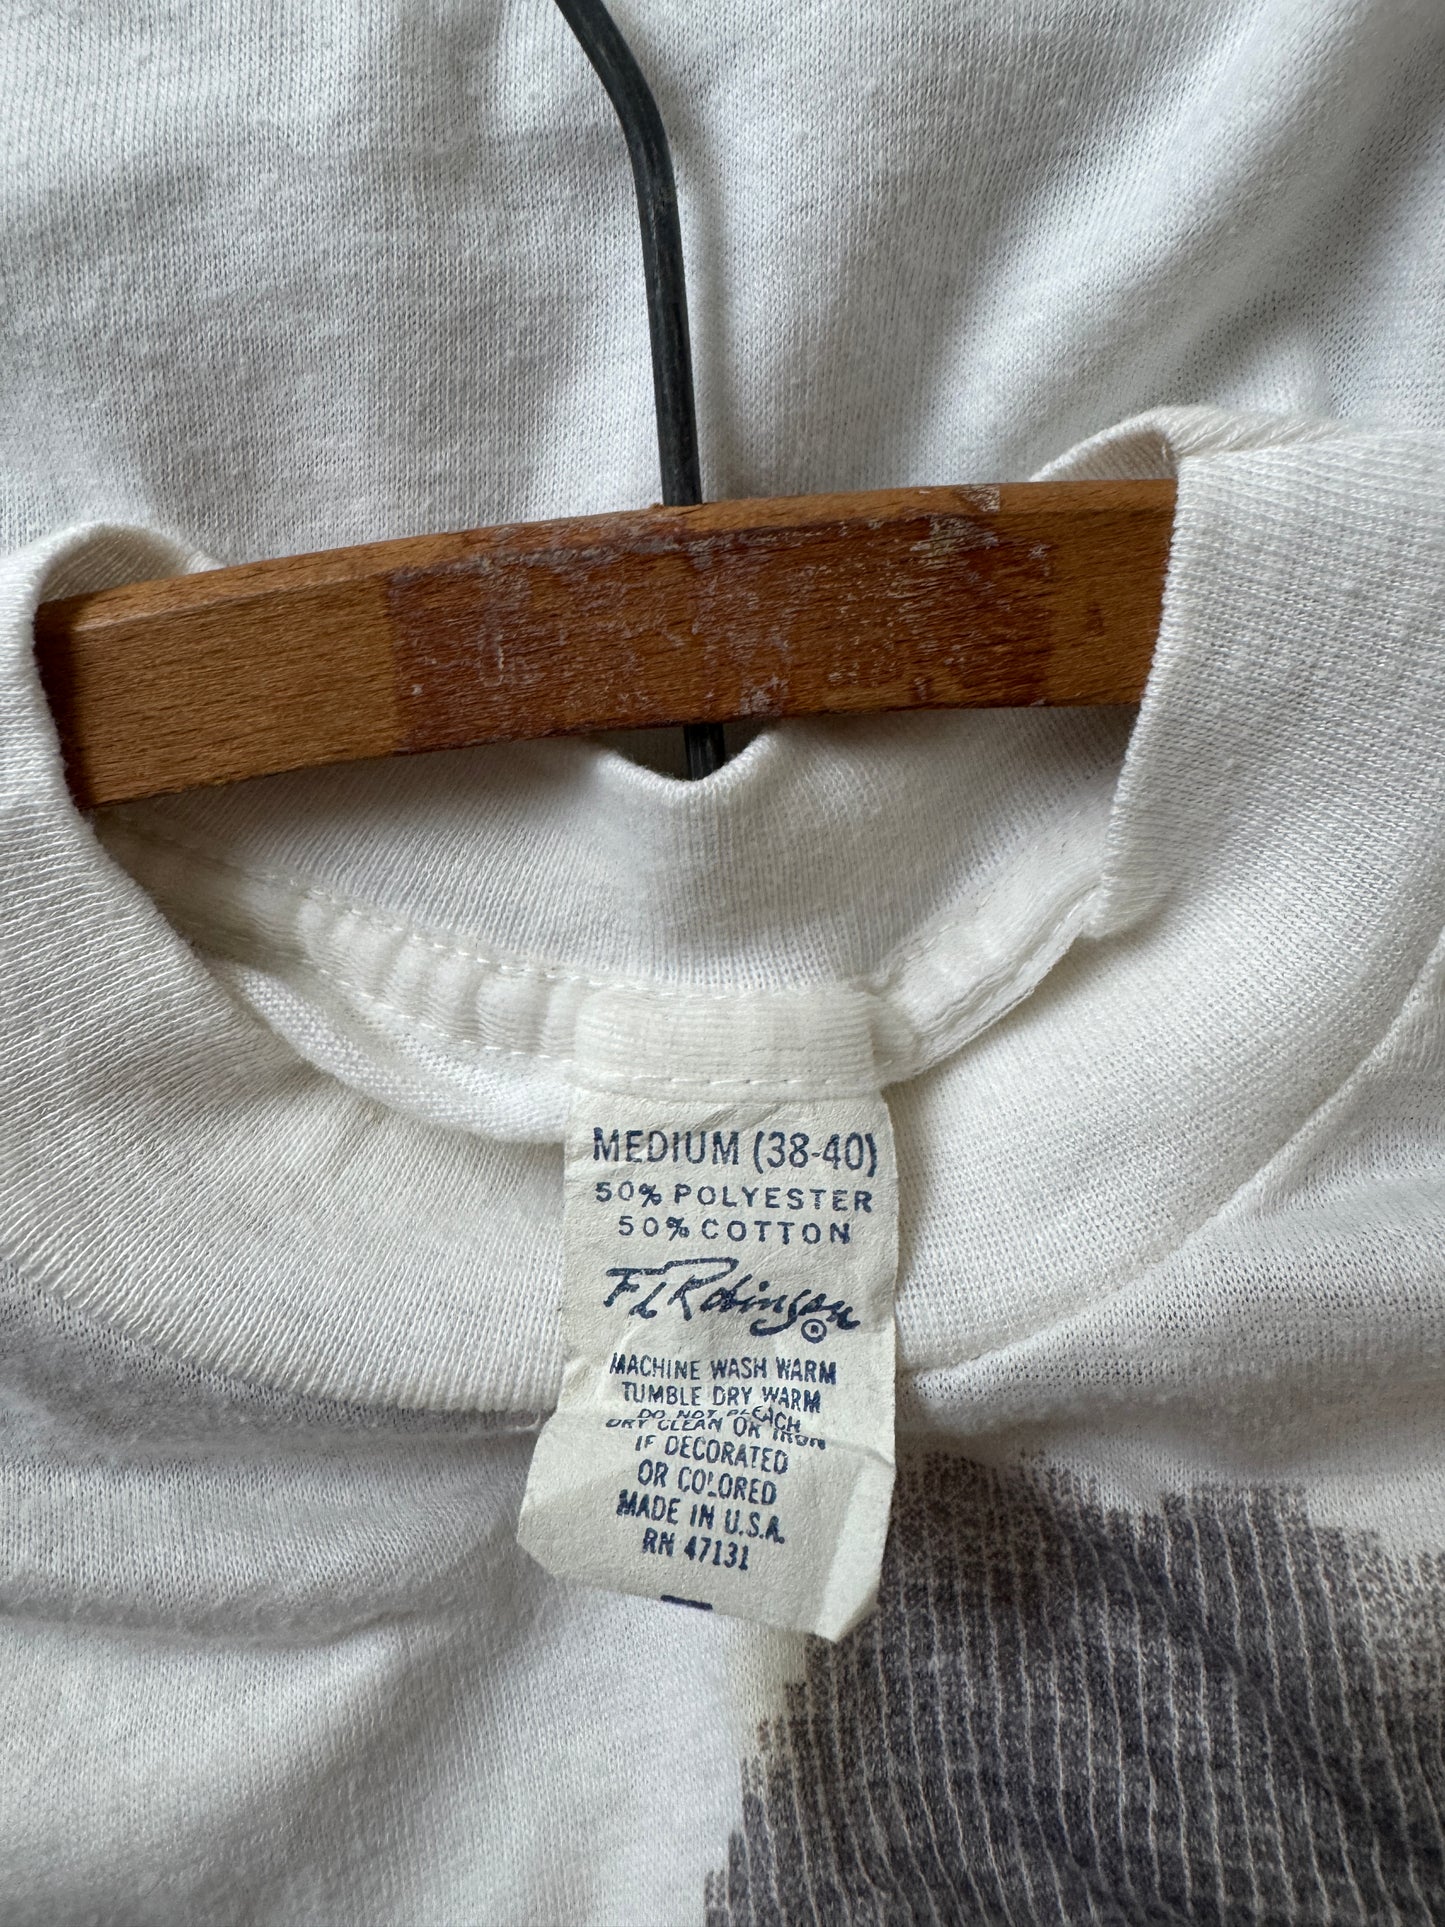 MEDIUM (38-40)
50% POLYESTER
50% COTTON
FL Robinson ®
MACHINE WASH WARM
TUMBLE DRY WARM
DO NOT BLEACH
DRY CLEAN OR IRON
IF DECORATED
OR COLORED
MADE IN U.S.A.
RN 47131